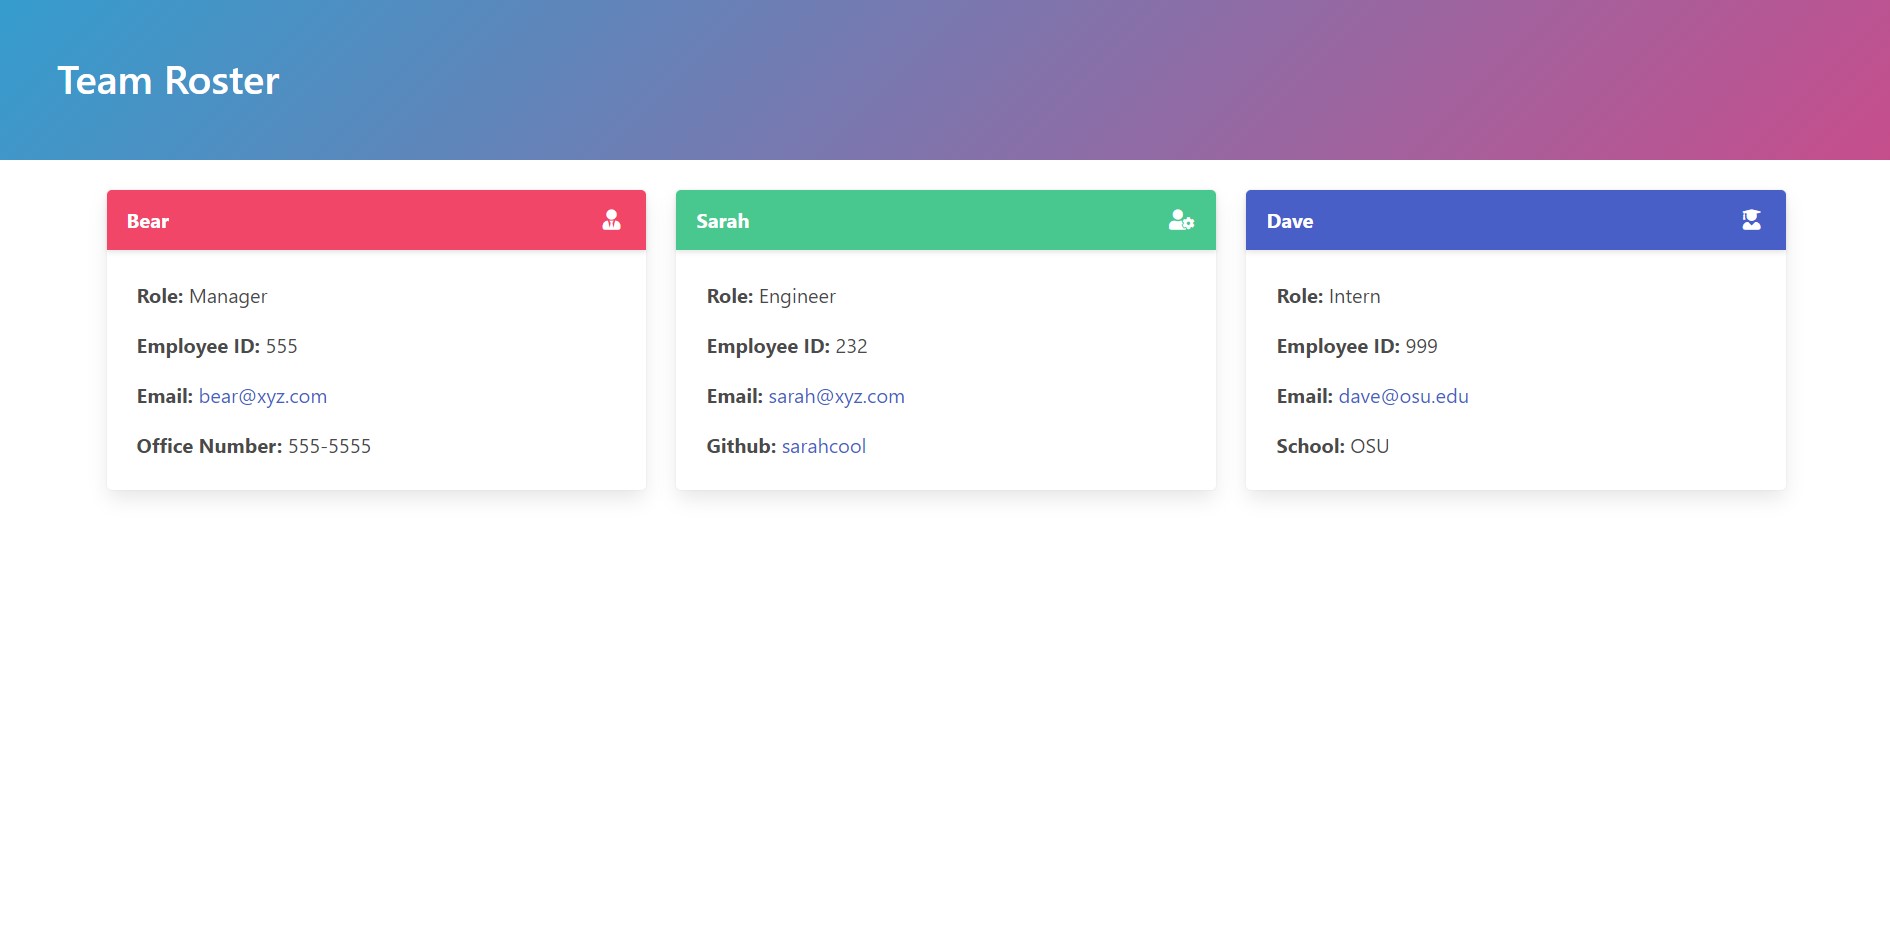 Team Roster
Bear
Role: Manager
Employee ID: 555
Email: bear@xyz.com
Office Number: 555-5555
Sarah
Role: Engineer
Employee ID: 232
Email: sarah@xyz.com
Github: sarahcool
Dave
Role: Intern
Employee ID: 999
Email: dave@osu.edu
School: OSU